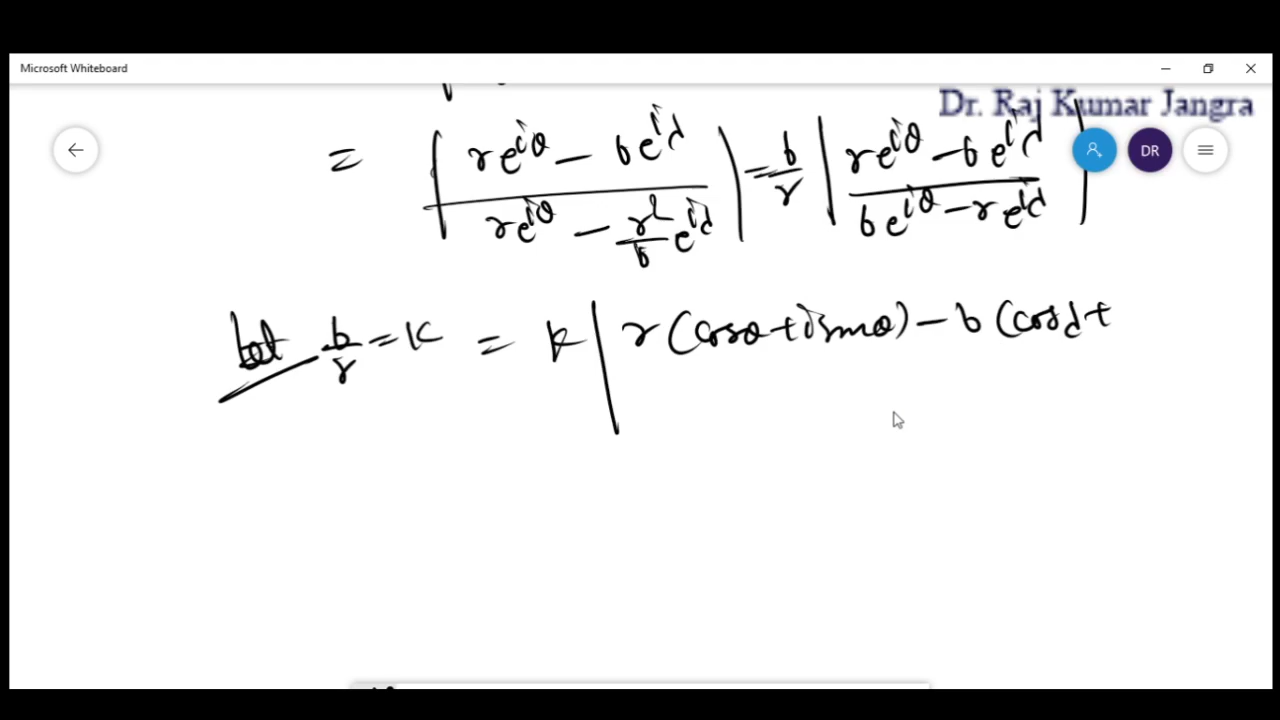 Microsoft Whiteboard
Dr. Raj Kumar Jangra
= | re^{iθ} − be^{iα} / re^{iθ} − r²/b e^{iα} | = b/r | re^{iθ} − be^{iα} / be^{iθ} − re^{iα} |
DR
let b/r = K = K | r(cosθ + isinθ) − b(cosα +